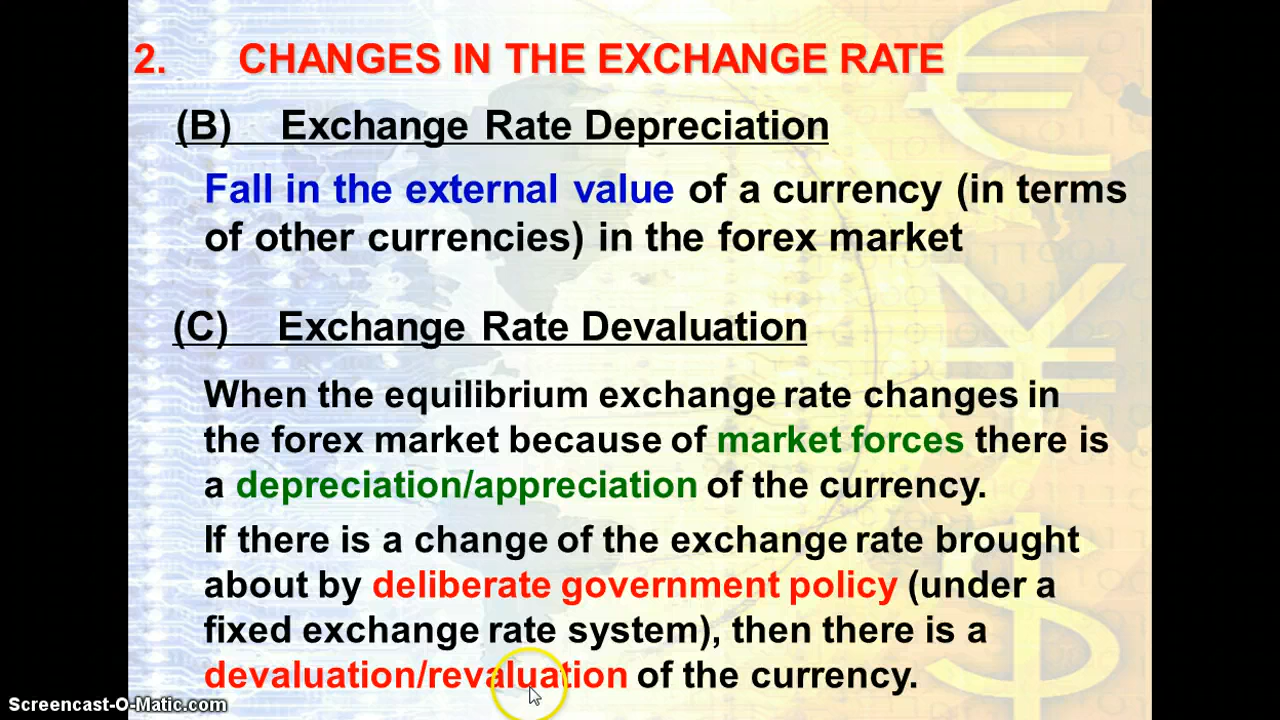 2. CHANGES IN THE EXCHANGE RATE
(B) Exchange Rate Depreciation
Fall in the external value of a currency (in terms
of other currencies) in the forex market
(C) Exchange Rate Devaluation
When the equilibrium exchange rate changes in
the forex market because of market forces there is
a depreciation/appreciation of the currency.
If there is a change of the exchange rate brought
about by deliberate government policy (under a
fixed exchange rate system), then there is a
devaluation/revaluation of the currency.
Screencast-O-Matic.com